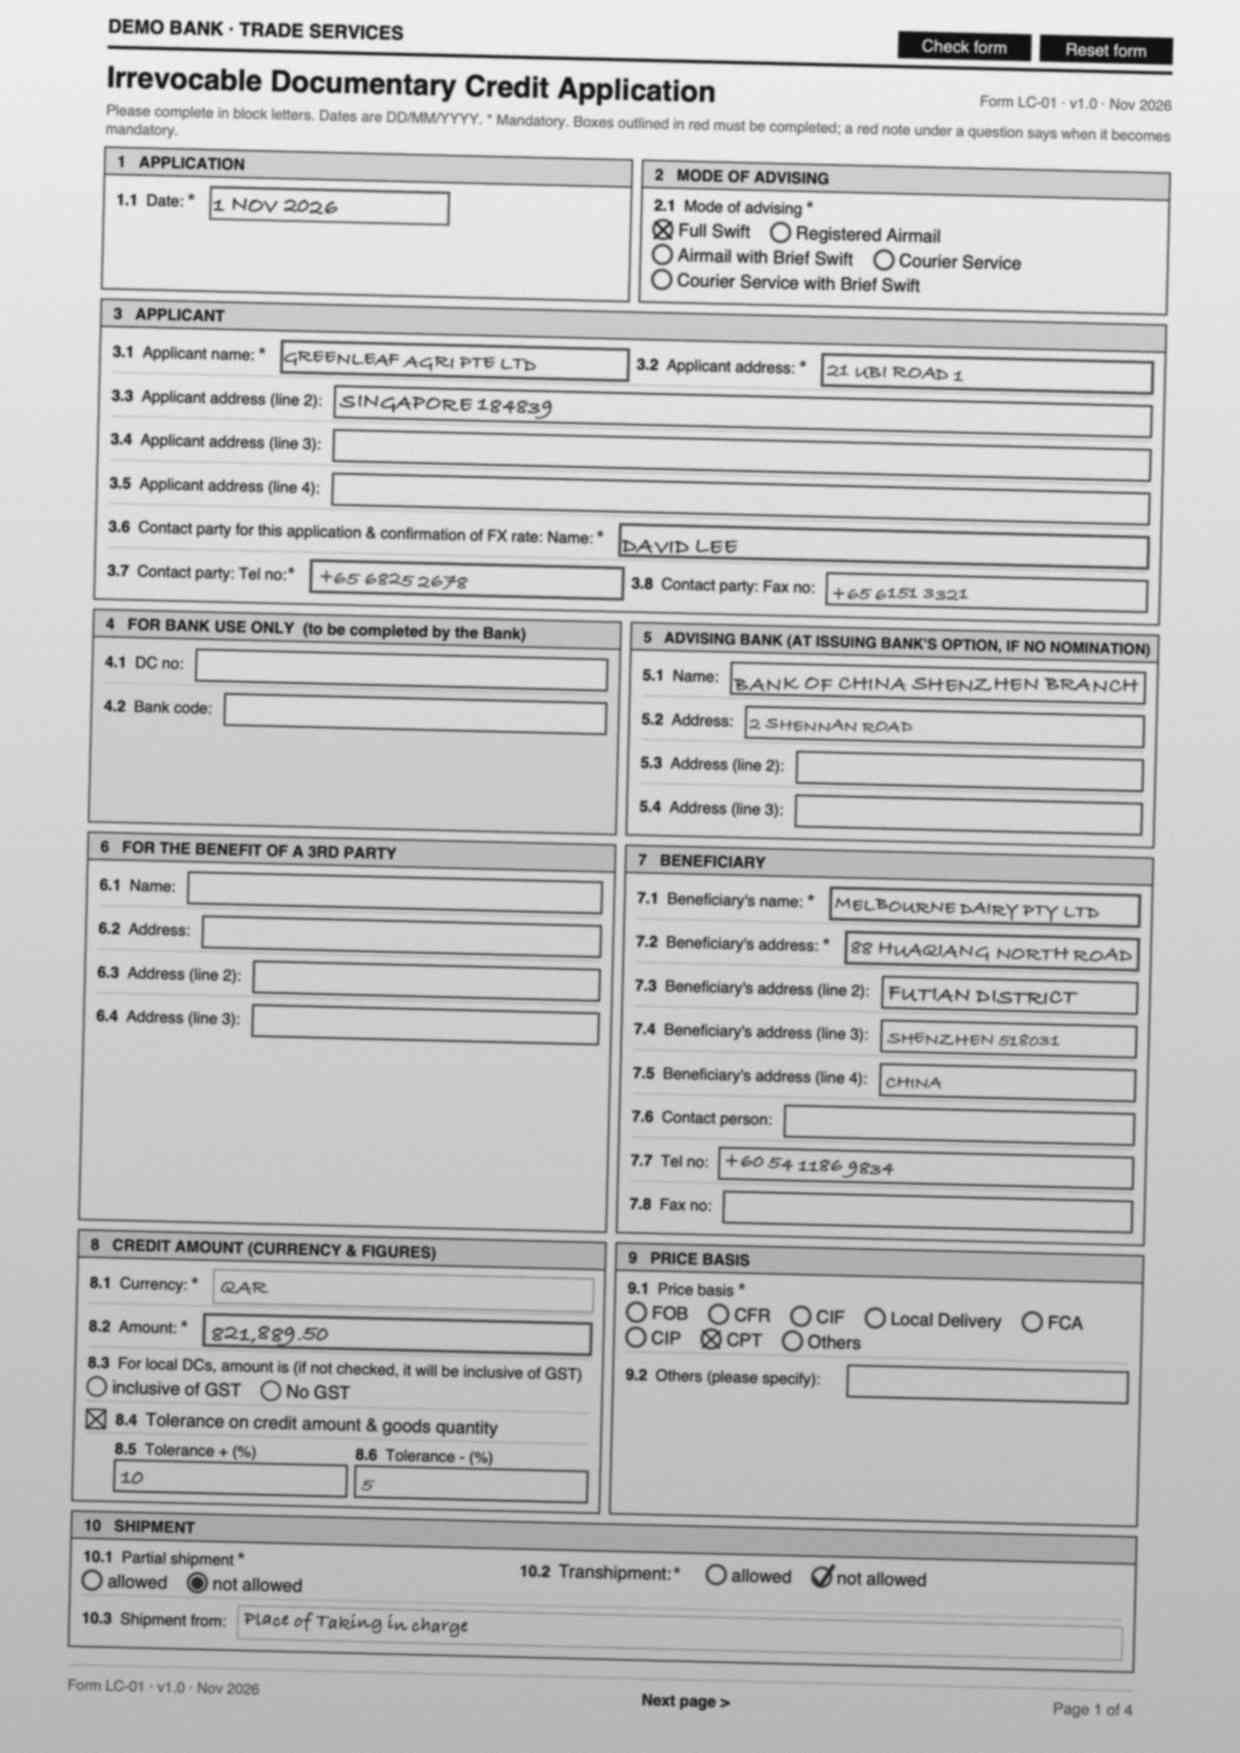 DEMO BANK · TRADE SERVICES
Check form
Reset form
Irrevocable Documentary Credit Application
Form LC-01 · v1.0 · Nov 2026
Please complete in block letters. Dates are DD/MM/YYYY. * Mandatory. Boxes outlined in red must be completed; a red note under a question says when it becomes
mandatory.
1 APPLICATION
1.1 Date: * 1 NOV 2026
2 MODE OF ADVISING
2.1 Mode of advising *
Full Swift Registered Airmail
Airmail with Brief Swift Courier Service
Courier Service with Brief Swift
3 APPLICANT
3.1 Applicant name: * GREENLEAF AGRI PTE LTD
3.2 Applicant address: * 21 UBI ROAD 1
3.3 Applicant address (line 2): SINGAPORE 184839
3.4 Applicant address (line 3):
3.5 Applicant address (line 4):
3.6 Contact party for this application & confirmation of FX rate: Name: * DAVID LEE
3.7 Contact party: Tel no:* +65 6825 2678
3.8 Contact party: Fax no: +65 6151 3321
4 FOR BANK USE ONLY (to be completed by the Bank)
4.1 DC no:
4.2 Bank code:
5 ADVISING BANK (AT ISSUING BANK'S OPTION, IF NO NOMINATION)
5.1 Name: BANK OF CHINA SHENZHEN BRANCH
5.2 Address: 2 SHENNAN ROAD
5.3 Address (line 2):
5.4 Address (line 3):
6 FOR THE BENEFIT OF A 3RD PARTY
6.1 Name:
6.2 Address:
6.3 Address (line 2):
6.4 Address (line 3):
7 BENEFICIARY
7.1 Beneficiary's name: * MELBOURNE DAIRY PTY LTD
7.2 Beneficiary's address: * 88 HUAQIANG NORTH ROAD
7.3 Beneficiary's address (line 2): FUTIAN DISTRICT
7.4 Beneficiary's address (line 3): SHENZHEN 518031
7.5 Beneficiary's address (line 4): CHINA
7.6 Contact person:
7.7 Tel no: +60 54 1186 9834
7.8 Fax no:
8 CREDIT AMOUNT (CURRENCY & FIGURES)
8.1 Currency: * QAR
8.2 Amount: * 821,889.50
8.3 For local DCs, amount is (if not checked, it will be inclusive of GST)
inclusive of GST No GST
8.4 Tolerance on credit amount & goods quantity
8.5 Tolerance + (%) 8.6 Tolerance - (%)
10 5
9 PRICE BASIS
9.1 Price basis *
FOB CFR CIF Local Delivery FCA
CIP CPT Others
9.2 Others (please specify):
10 SHIPMENT
10.1 Partial shipment *
allowed not allowed
10.2 Transhipment: * allowed not allowed
10.3 Shipment from: Place of Taking in charge
Form LC-01 · v1.0 · Nov 2026
Next page >
Page 1 of 4